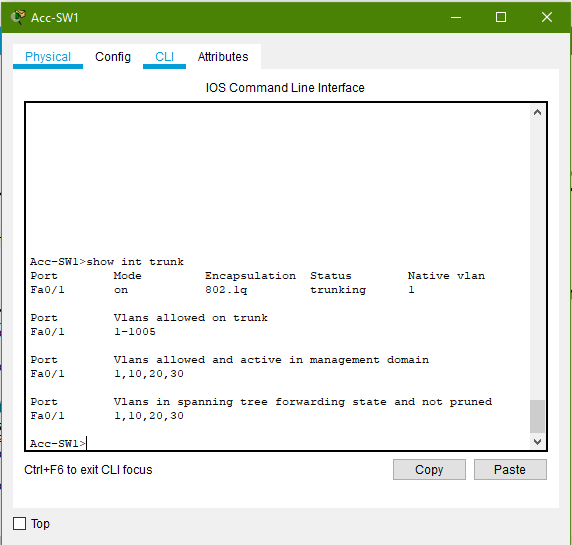 Acc-SW1
Physical Config CLI Attributes
IOS Command Line Interface
Acc-SW1>show int trunk
Port        Mode         Encapsulation  Status        Native vlan
Fa0/1       on           802.1q         trunking      1
Port        Vlans allowed on trunk
Fa0/1       1-1005
Port        Vlans allowed and active in management domain
Fa0/1       1,10,20,30
Port        Vlans in spanning tree forwarding state and not pruned
Fa0/1       1,10,20,30
Acc-SW1>
Ctrl+F6 to exit CLI focus Copy Paste
Top